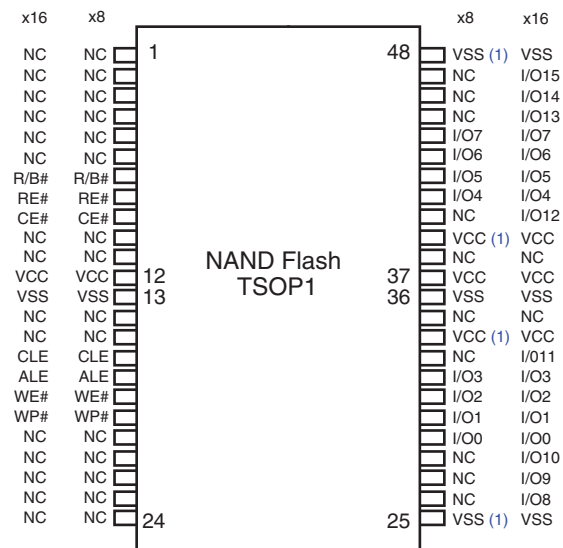 x16 x8 x8 x16
NC NC 1 48 VSS (1) VSS
NC NC NC I/O15
NC NC NC I/O14
NC NC NC I/O13
NC NC I/O7 I/O7
NC NC I/O6 I/O6
R/B# R/B# I/O5 I/O5
RE# RE# I/O4 I/O4
CE# CE# NC I/O12
NC NC VCC (1) VCC
NC NC NC NC
VCC VCC 12 NAND Flash 37 VCC VCC
VSS VSS 13 TSOP1 36 VSS VSS
NC NC NC NC
NC NC VCC (1) VCC
CLE CLE NC I/011
ALE ALE I/O3 I/O3
WE# WE# I/O2 I/O2
WP# WP# I/O1 I/O1
NC NC I/O0 I/O0
NC NC NC I/O10
NC NC NC I/O9
NC NC NC I/O8
NC NC 24 25 VSS (1) VSS